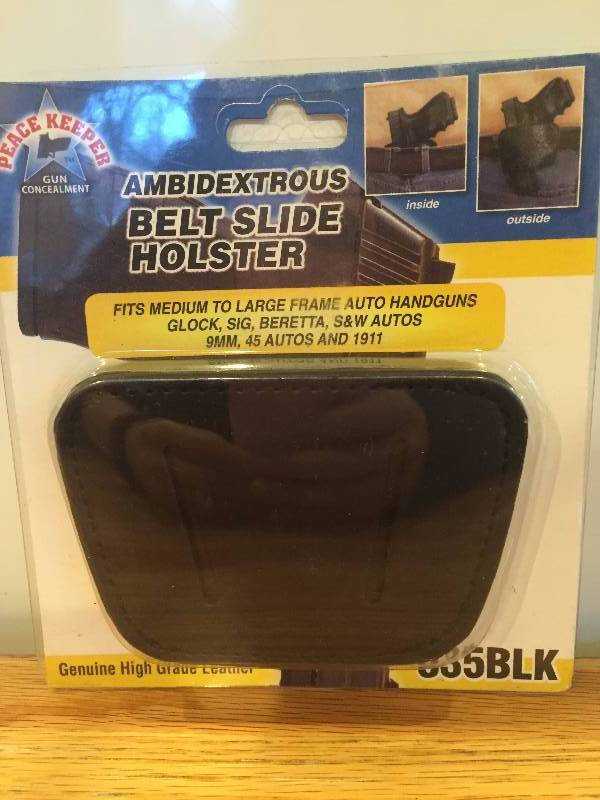 PEACE KEEPER
GUN
CONCEALMENT
AMBIDEXTROUS
BELT SLIDE
HOLSTER
inside
outside
FITS MEDIUM TO LARGE FRAME AUTO HANDGUNS
GLOCK, SIG, BERETTA, S&W AUTOS
9MM, 45 AUTOS AND 1911
Genuine High Grade Leather